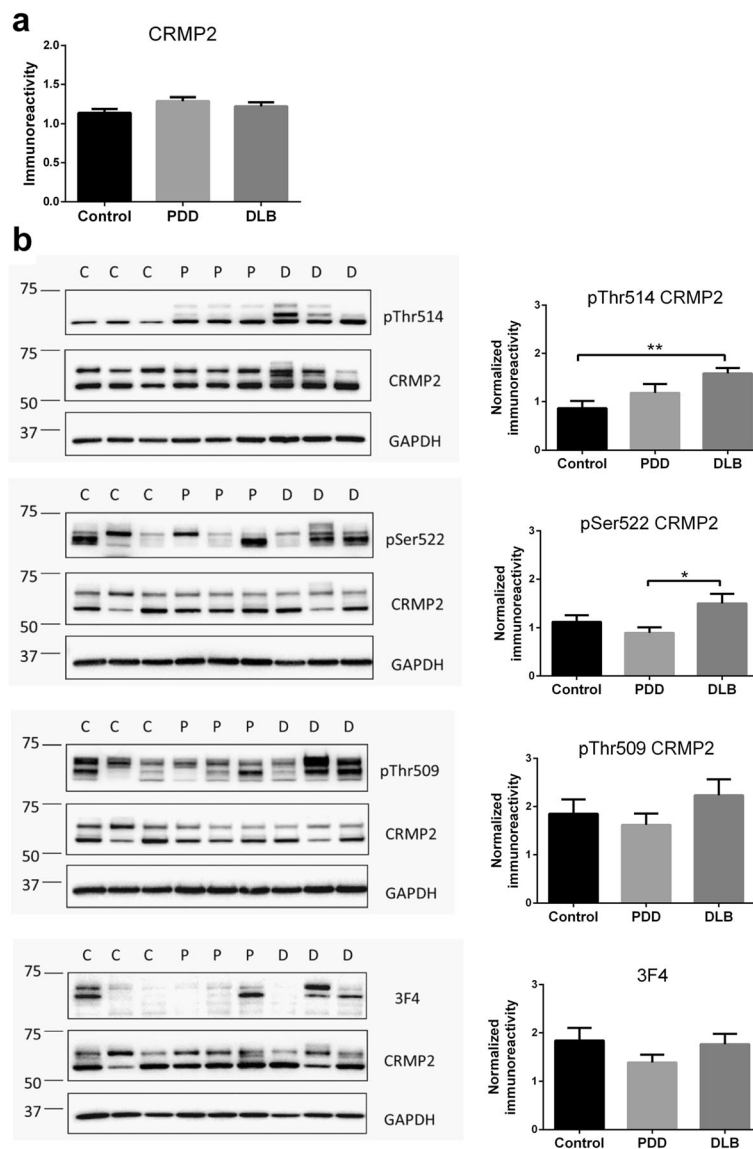 a
CRMP2
Immunoreactivity
2.0
1.5
1.0
0.5
0.0
Control PDD DLB
b
C C C P P P D D D
75
pThr514
75
CRMP2
50
37
GAPDH
pThr514 CRMP2
Normalized
immunoreactivity
3
2
1
0
**
Control PDD DLB
C C C P P P D D D
75
pSer522
75
CRMP2
50
37
GAPDH
pSer522 CRMP2
Normalized
immunoreactivity
3
2
1
0
*
Control PDD DLB
C C C P P P D D D
75
pThr509
75
CRMP2
50
37
GAPDH
pThr509 CRMP2
Normalized
immunoreactivity
3
2
1
0
Control PDD DLB
C C C P P P D D D
75
3F4
75
CRMP2
50
37
GAPDH
3F4
Normalized
immunoreactivity
3
2
1
0
Control PDD DLB